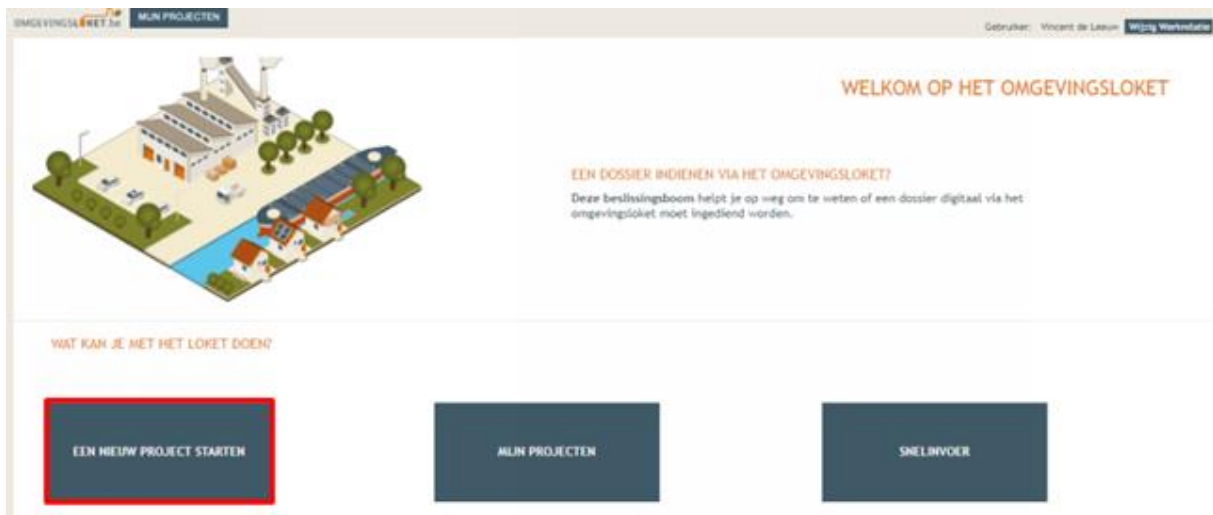 OMGEVINGSLOKET.be
MIJN PROJECTEN
Gebruiker: Vincent de Leeuw Wijzig Werkrelatie
WELKOM OP HET OMGEVINGSLOKET
EEN DOSSIER INDIENEN VIA HET OMGEVINGSLOKET?
Deze beslissingsboom helpt je op weg om te weten of een dossier digitaal via het
omgevingsloket moet ingediend worden.
WAT KAN JE MET HET LOKET DOEN?
EEN NIEUW PROJECT STARTEN
MIJN PROJECTEN
SNELINVOER